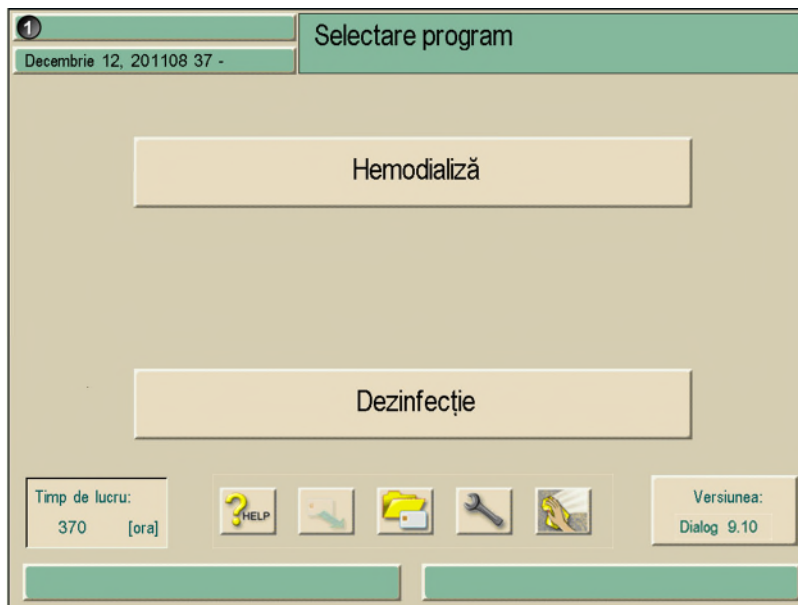 1
Selectare program
Decembrie 12, 201108 37 -
Hemodializă
Dezinfecție
Timp de lucru:
370 [ora]
HELP
Versiunea:
Dialog 9.10